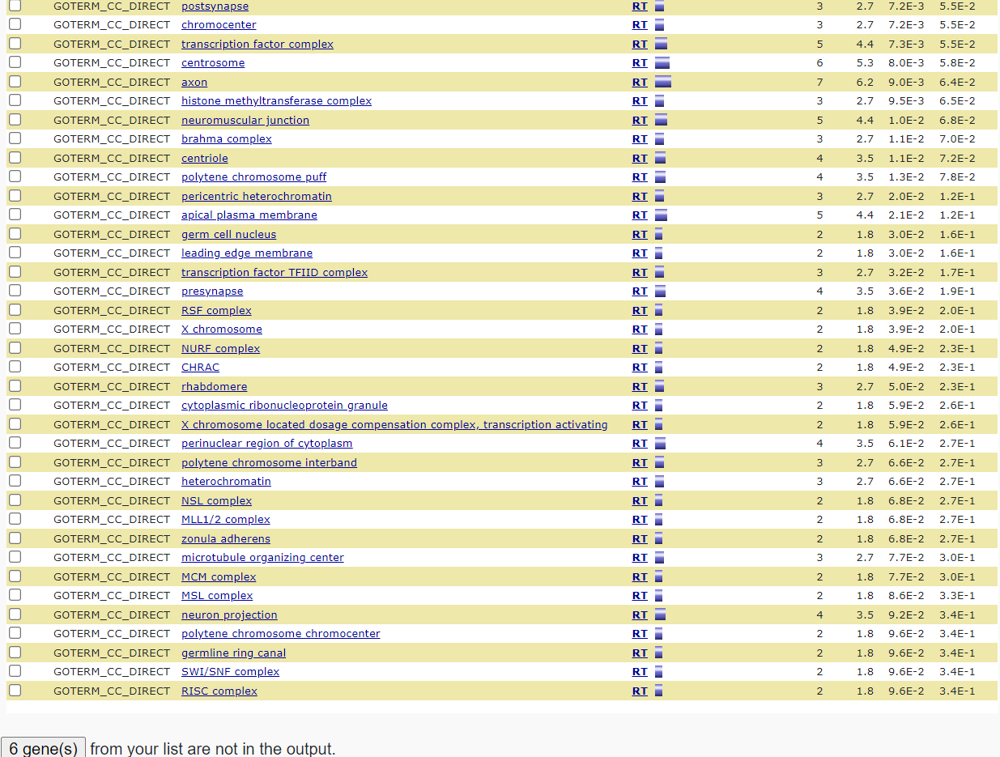 GOTERM_CC_DIRECT postsynapse RT 3 2.7 7.2E-3 5.5E-2
GOTERM_CC_DIRECT chromocenter RT 3 2.7 7.2E-3 5.5E-2
GOTERM_CC_DIRECT transcription factor complex RT 5 4.4 7.3E-3 5.5E-2
GOTERM_CC_DIRECT centrosome RT 6 5.3 8.0E-3 5.8E-2
GOTERM_CC_DIRECT axon RT 7 6.2 9.0E-3 6.4E-2
GOTERM_CC_DIRECT histone methyltransferase complex RT 3 2.7 9.5E-3 6.5E-2
GOTERM_CC_DIRECT neuromuscular junction RT 5 4.4 1.0E-2 6.8E-2
GOTERM_CC_DIRECT brahma complex RT 3 2.7 1.1E-2 7.0E-2
GOTERM_CC_DIRECT centriole RT 4 3.5 1.1E-2 7.2E-2
GOTERM_CC_DIRECT polytene chromosome puff RT 4 3.5 1.3E-2 7.8E-2
GOTERM_CC_DIRECT pericentric heterochromatin RT 3 2.7 2.0E-2 1.2E-1
GOTERM_CC_DIRECT apical plasma membrane RT 5 4.4 2.1E-2 1.2E-1
GOTERM_CC_DIRECT germ cell nucleus RT 2 1.8 3.0E-2 1.6E-1
GOTERM_CC_DIRECT leading edge membrane RT 2 1.8 3.0E-2 1.6E-1
GOTERM_CC_DIRECT transcription factor TFIID complex RT 3 2.7 3.2E-2 1.7E-1
GOTERM_CC_DIRECT presynapse RT 4 3.5 3.6E-2 1.9E-1
GOTERM_CC_DIRECT RSF complex RT 2 1.8 3.9E-2 2.0E-1
GOTERM_CC_DIRECT X chromosome RT 2 1.8 3.9E-2 2.0E-1
GOTERM_CC_DIRECT NURF complex RT 2 1.8 4.9E-2 2.3E-1
GOTERM_CC_DIRECT CHRAC RT 2 1.8 4.9E-2 2.3E-1
GOTERM_CC_DIRECT rhabdomere RT 3 2.7 5.0E-2 2.3E-1
GOTERM_CC_DIRECT cytoplasmic ribonucleoprotein granule RT 2 1.8 5.9E-2 2.6E-1
GOTERM_CC_DIRECT X chromosome located dosage compensation complex, transcription activating RT 2 1.8 5.9E-2 2.6E-1
GOTERM_CC_DIRECT perinuclear region of cytoplasm RT 4 3.5 6.1E-2 2.7E-1
GOTERM_CC_DIRECT polytene chromosome interband RT 3 2.7 6.6E-2 2.7E-1
GOTERM_CC_DIRECT heterochromatin RT 3 2.7 6.6E-2 2.7E-1
GOTERM_CC_DIRECT NSL complex RT 2 1.8 6.8E-2 2.7E-1
GOTERM_CC_DIRECT MLL1/2 complex RT 2 1.8 6.8E-2 2.7E-1
GOTERM_CC_DIRECT zonula adherens RT 2 1.8 6.8E-2 2.7E-1
GOTERM_CC_DIRECT microtubule organizing center RT 3 2.7 7.7E-2 3.0E-1
GOTERM_CC_DIRECT MCM complex RT 2 1.8 7.7E-2 3.0E-1
GOTERM_CC_DIRECT MSL complex RT 2 1.8 8.6E-2 3.3E-1
GOTERM_CC_DIRECT neuron projection RT 4 3.5 9.2E-2 3.4E-1
GOTERM_CC_DIRECT polytene chromosome chromocenter RT 2 1.8 9.6E-2 3.4E-1
GOTERM_CC_DIRECT germline ring canal RT 2 1.8 9.6E-2 3.4E-1
GOTERM_CC_DIRECT SWI/SNF complex RT 2 1.8 9.6E-2 3.4E-1
GOTERM_CC_DIRECT RISC complex RT 2 1.8 9.6E-2 3.4E-1
6 gene(s) from your list are not in the output.